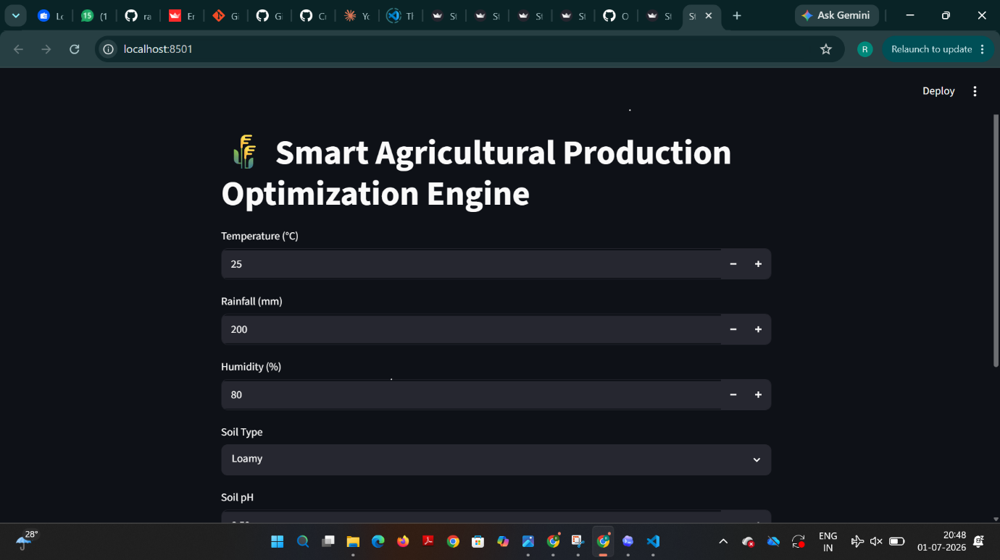 Lo
15
(1
ra
Er
Gi
Gi
Cr
Yo
Th
St
St
St
St
O
St
St
Ask Gemini
localhost:8501
R
Relaunch to update
Deploy
Smart Agricultural Production
Optimization Engine
Temperature (°C)
25
Rainfall (mm)
200
Humidity (%)
80
Soil Type
Loamy
Soil pH
28°
ENG
IN
20:48
01-07-2026